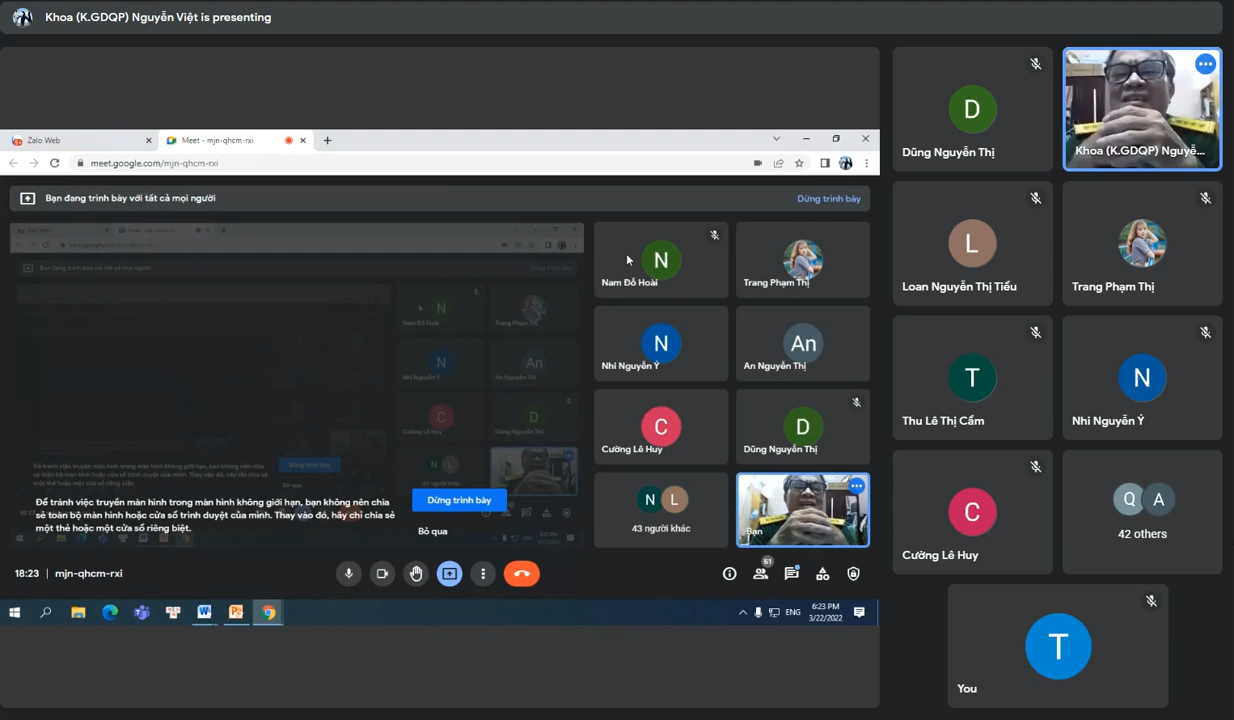 Khoa (K.GDQP) Nguyễn Việt is presenting
Zalo Web
Meet - mjn-qhcm-rxi
meet.google.com/mjn-qhcm-rxi
Bạn đang trình bày với tất cả mọi người
Dừng trình bày
Nam Đỗ Hoài
Trang Phạm Thị
Nhi Nguyễn Ý
An Nguyễn Thị
Cường Lê Huy
Dũng Nguyễn Thị
43 người khác
Bạn
N
N
An
C
D
N L
Để tránh việc truyền màn hình trong màn hình không giới hạn, bạn không nên chia
sẻ toàn bộ màn hình hoặc cửa sổ trình duyệt của mình. Thay vào đó, hãy chỉ chia sẻ
một thẻ hoặc một cửa sổ riêng biệt.
Dừng trình bày
Bỏ qua
18:23 | mjn-qhcm-rxi
51
ENG
6:23 PM
3/22/2022
D
Dũng Nguyễn Thị
Khoa (K.GDQP) Nguyễ...
L
Loan Nguyễn Thị Tiểu
Trang Phạm Thị
T
Thu Lê Thị Cẩm
N
Nhi Nguyễn Ý
C
Cường Lê Huy
Q A
42 others
T
You